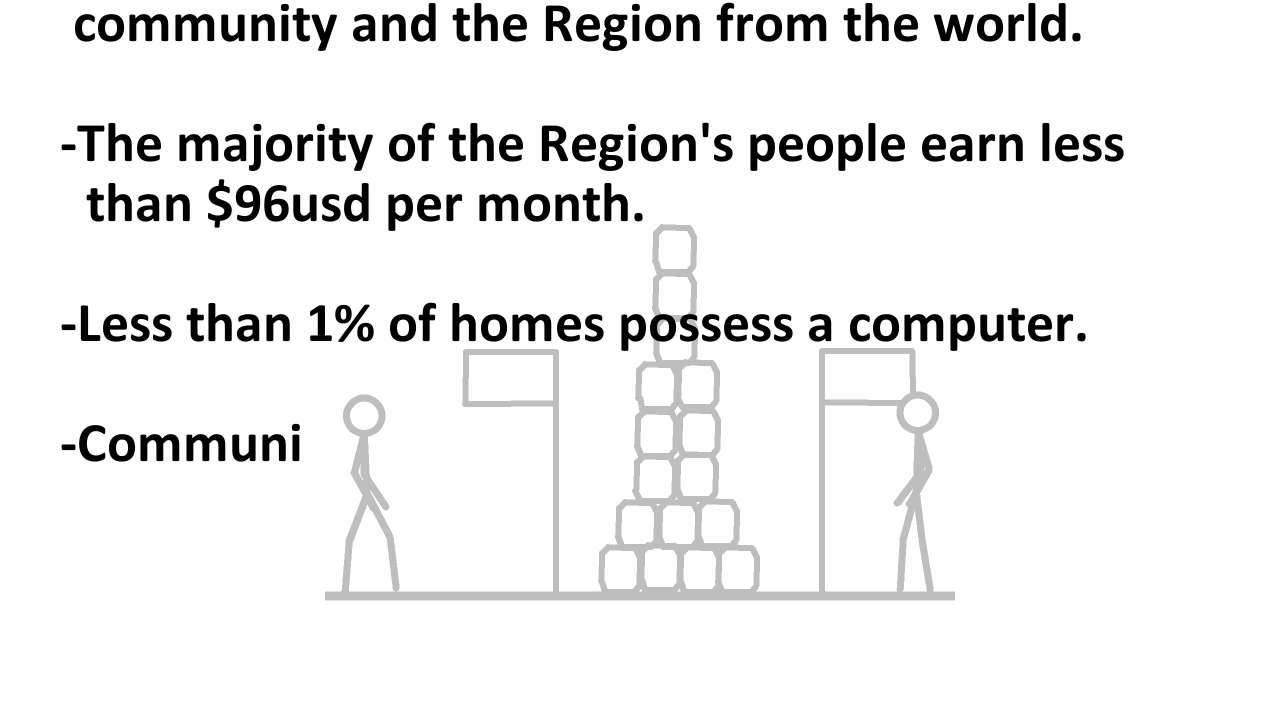 community and the Region from the world.
-The majority of the Region's people earn less
than $96usd per month.
-Less than 1% of homes possess a computer.
-Communi